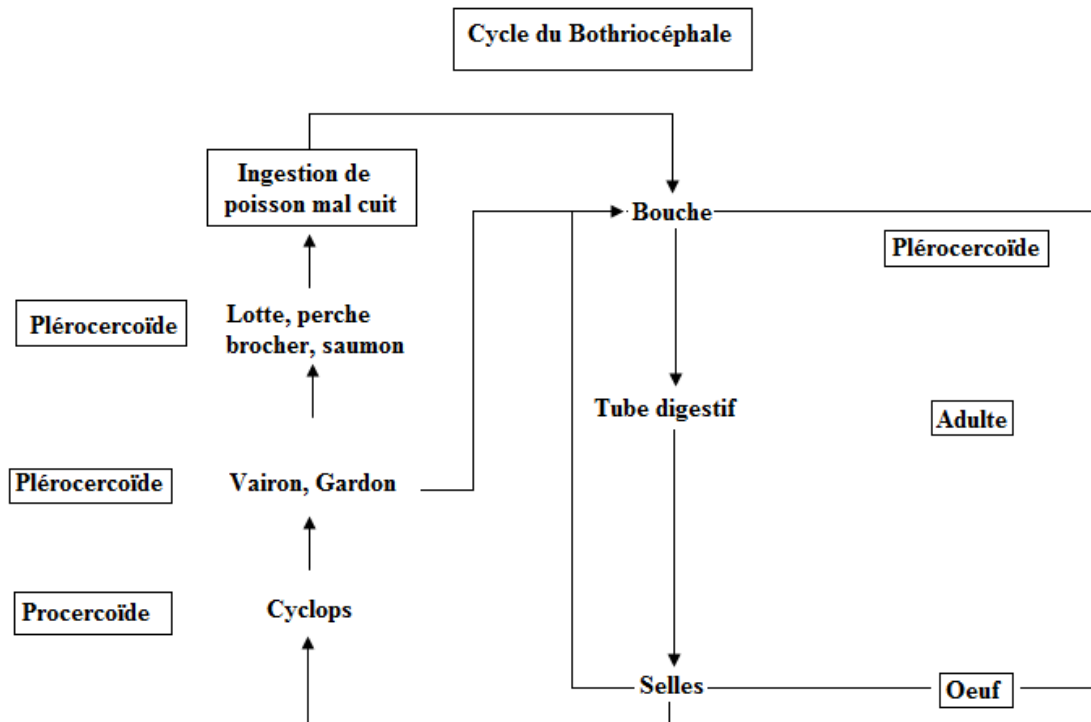 Cycle du Bothriocéphale
Ingestion de
poisson mal cuit
Bouche
Plérocercoïde
Plérocercoïde
Lotte, perche
brocher, saumon
Tube digestif
Adulte
Plérocercoïde
Vairon, Gardon
Procercoïde
Cyclops
Selles
Oeuf